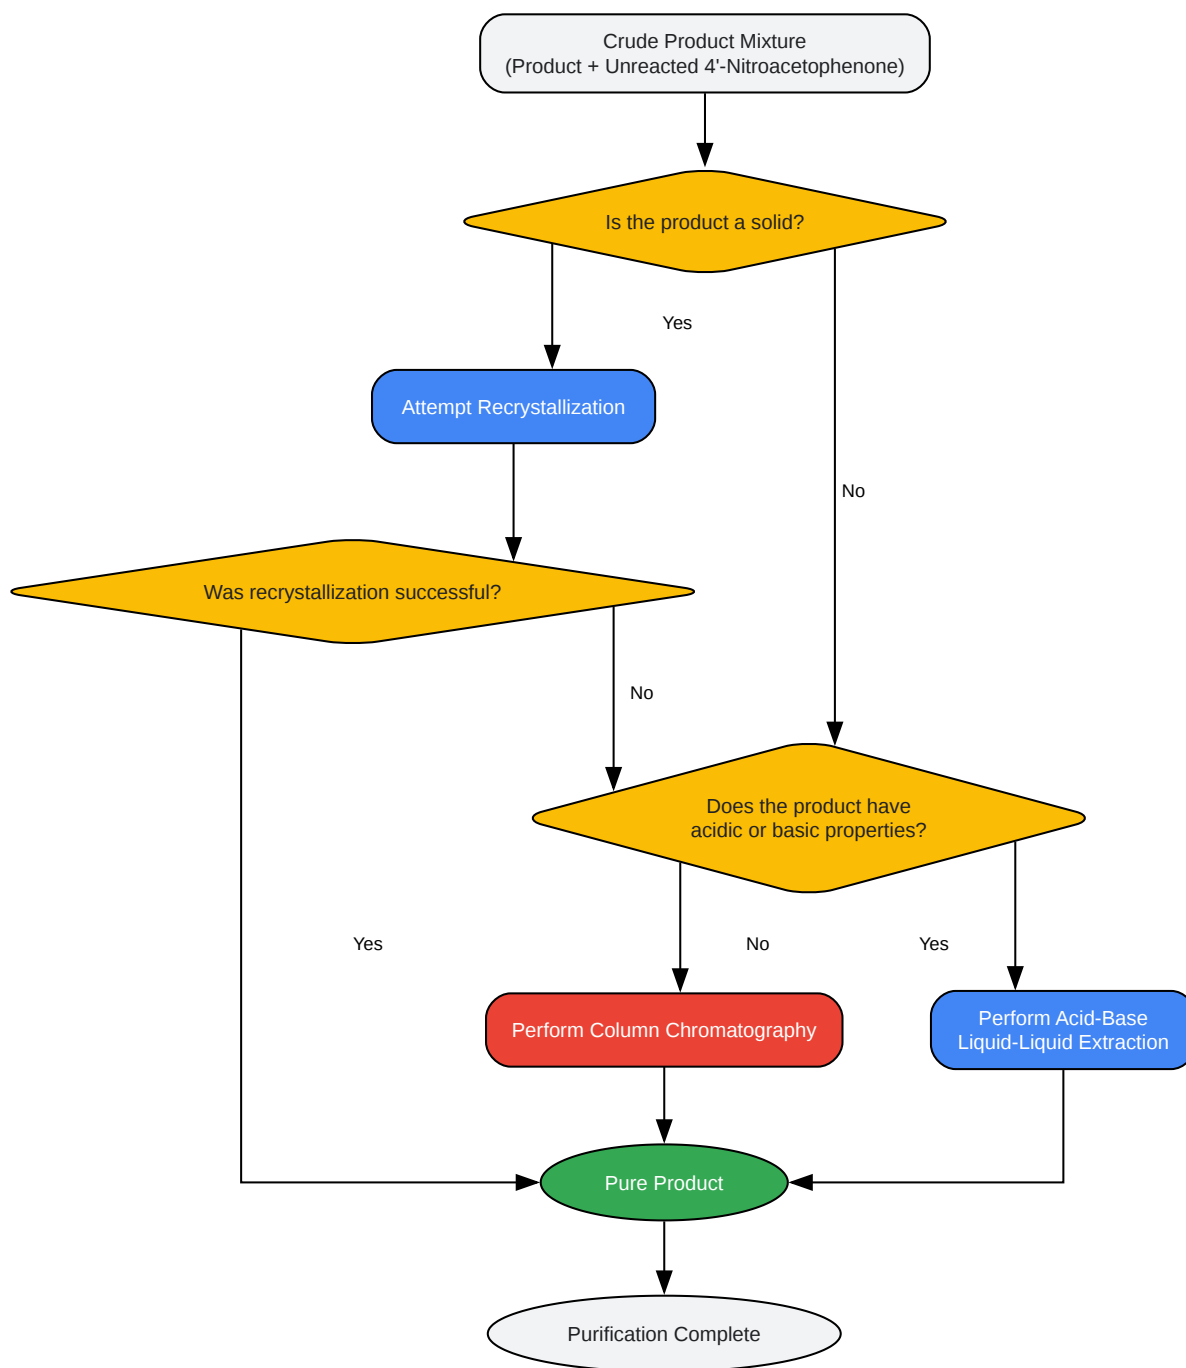 Crude Product Mixture
(Product + Unreacted 4'-Nitroacetophenone)
Is the product a solid?
Yes
Attempt Recrystallization
No
Was recrystallization successful?
No
Does the product have
acidic or basic properties?
Yes
No
Yes
Perform Column Chromatography
Perform Acid-Base
Liquid-Liquid Extraction
Pure Product
Purification Complete